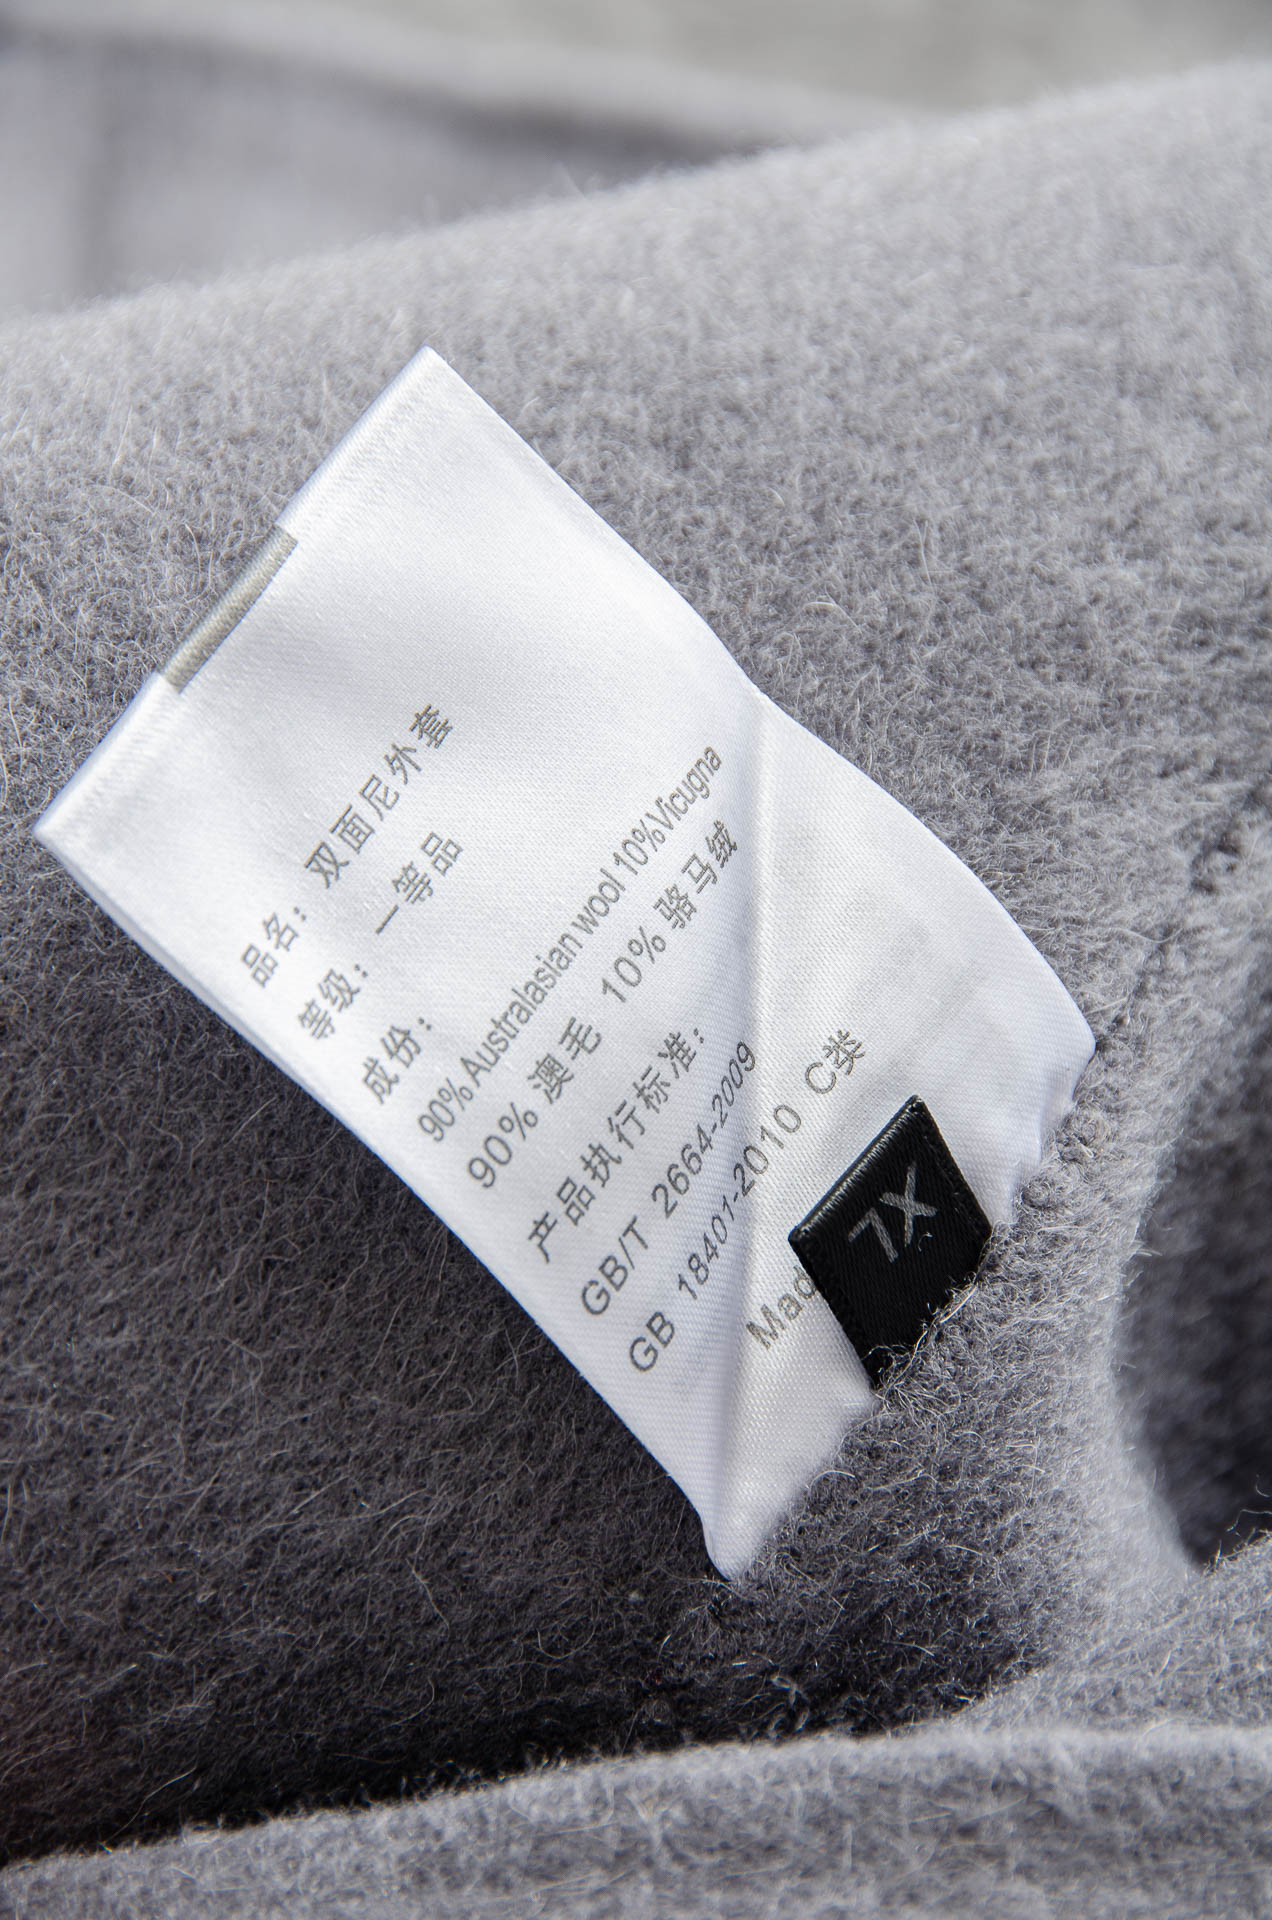 品名： 双面尼外套
等级： 一等品
成份：
90% Australasian wool 10%Vicugna
90% 澳毛 10% 骆马绒
产品执行标准：
GB/T 2664-2009
GB 18401-2010 C类
Mad
7X